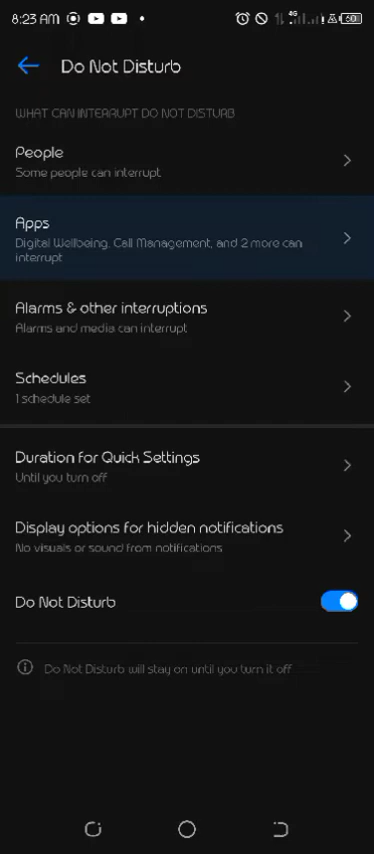 8:23 AM
4G
60
Do Not Disturb
WHAT CAN INTERRUPT DO NOT DISTURB
People
Some people can interrupt
Apps
Digital Wellbeing, Call Management, and 2 more can
interrupt
Alarms & other interruptions
Alarms and media can interrupt
Schedules
1 schedule set
Duration for Quick Settings
Until you turn off
Display options for hidden notifications
No visuals or sound from notifications
Do Not Disturb
Do Not Disturb will stay on until you turn it off